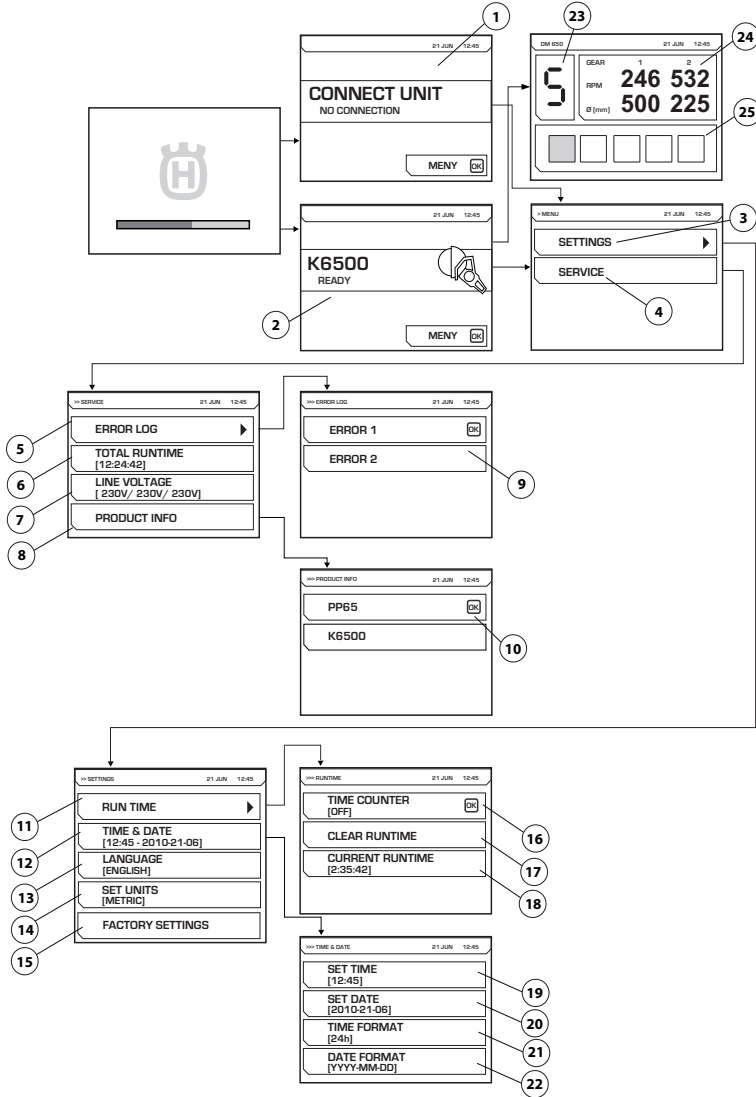 1
21 JUN 12:45
CONNECT UNIT
NO CONNECTION
MENY OK
23
DM 650 21 JUN 12:45
24
GEAR 1 2
RPM 246 532
Ø [mm] 500 225
S
25
H
2
21 JUN 12:45
K6500
READY
MENY OK
> MENU 21 JUN 12:45
SETTINGS
3
SERVICE
4
>> SERVICE 21 JUN 12:45
5
ERROR LOG
6
TOTAL RUNTIME
[12:24:42]
7
LINE VOLTAGE
[ 230V/ 230V/ 230V]
8
PRODUCT INFO
>>> ERROR LOG 21 JUN 12:45
ERROR 1 OK
ERROR 2
9
>>> PRODUCT INFO 21 JUN 12:45
PP65 OK
10
K6500
>> SETTINGS 21 JUN 12:45
11
RUN TIME
12
TIME & DATE
[12:45 - 2010-21-06]
13
LANGUAGE
[ENGLISH]
14
SET UNITS
[METRIC]
15
FACTORY SETTINGS
>>> RUNTIME 21 JUN 12:45
TIME COUNTER
[OFF] OK
16
CLEAR RUNTIME
17
CURRENT RUNTIME
[2:35:42]
18
>>> TIME & DATE 21 JUN 12:45
SET TIME
[12:45]
19
SET DATE
[2010-21-06]
20
TIME FORMAT
[24h]
21
DATE FORMAT
[YYYY-MM-DD]
22